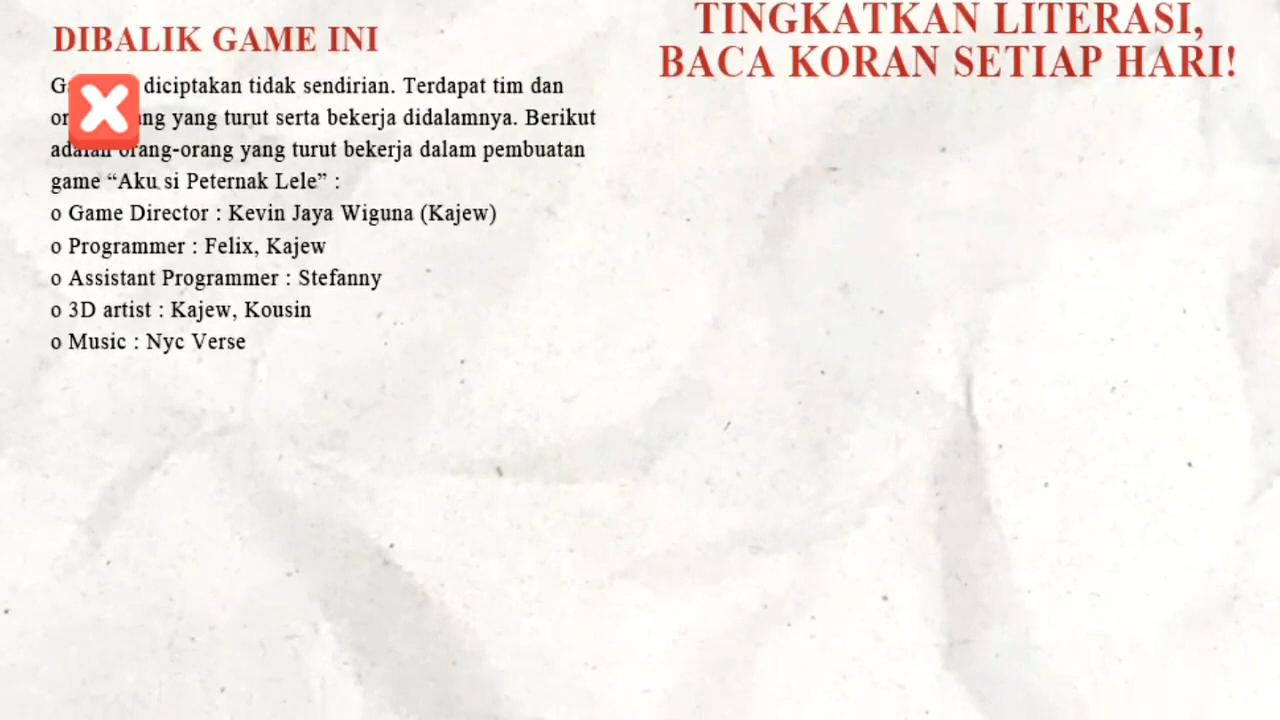 DIBALIK GAME INI
diciptakan tidak sendirian. Terdapat tim dan
yang turut serta bekerja didalamnya. Berikut
adalah orang-orang yang turut bekerja dalam pembuatan
game “Aku si Peternak Lele” :
o Game Director : Kevin Jaya Wiguna (Kajew)
o Programmer : Felix, Kajew
o Assistant Programmer : Stefanny
o 3D artist : Kajew, Kousin
o Music : Nyc Verse
TINGKATKAN LITERASI,
BACA KORAN SETIAP HARI!